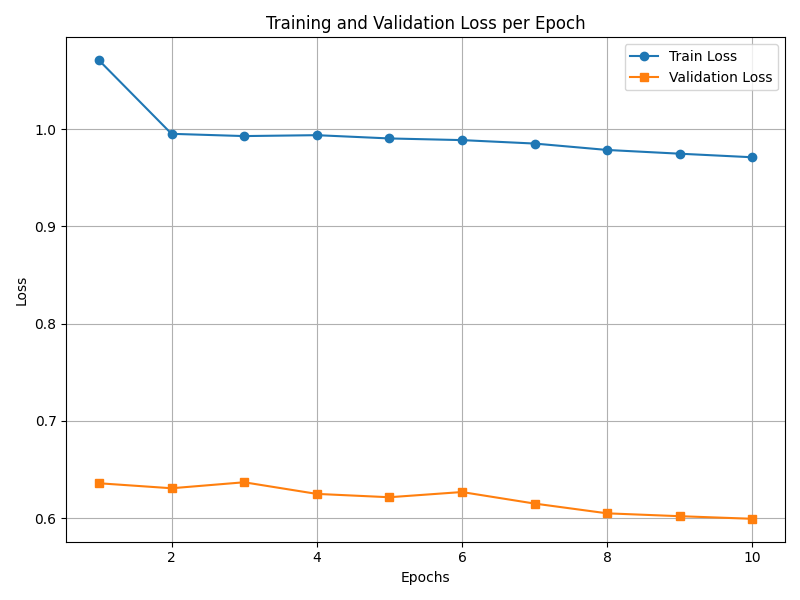 Training and Validation Loss per Epoch
Train Loss
Validation Loss
1.0
0.9
0.8
0.7
0.6
Loss
2 4 6 8 10
Epochs